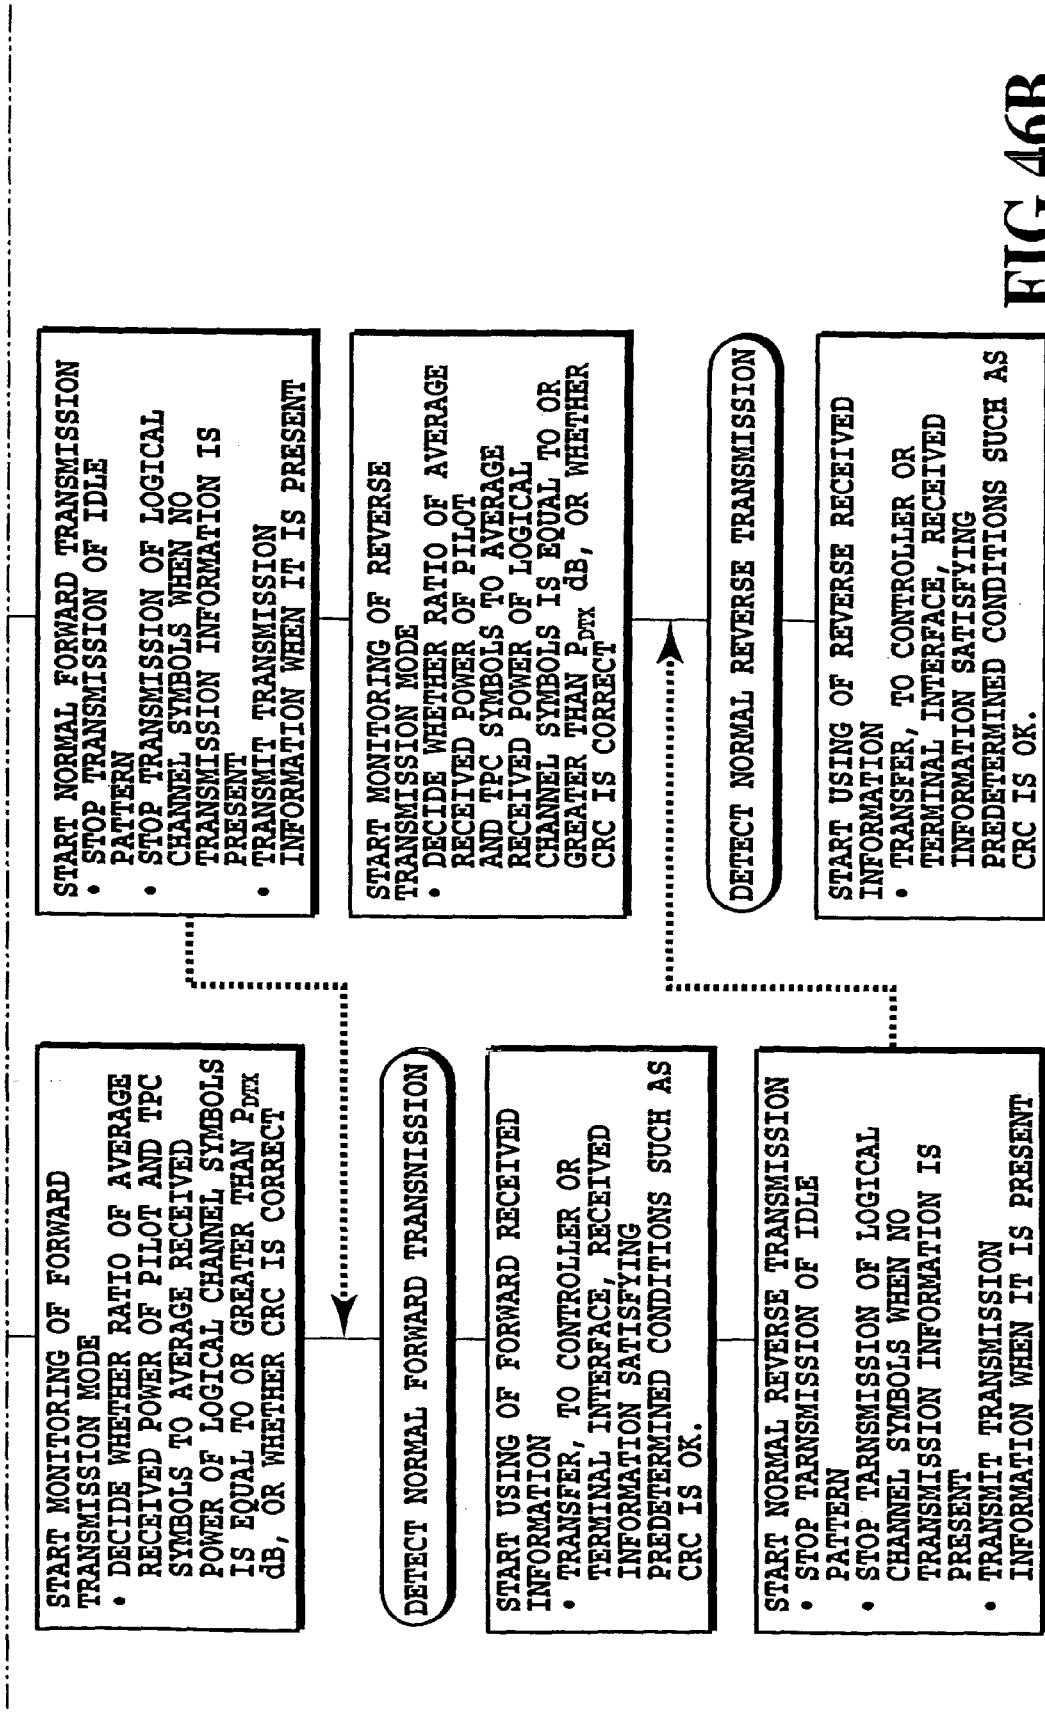 START MONITORING OF FORWARD
TRANSMISSION MODE
• DECIDE WHETHER RATIO OF AVERAGE
RECEIVED POWER OF PILOT AND TPC
SYMBOLS TO AVERAGE RECEIVED
POWER OF LOGICAL CHANNEL SYMBOLS
IS EQUAL TO OR GREATER THAN PDTX
dB, OR WHETHER CRC IS CORRECT
DETECT NORMAL FORWARD TRANSNISSION
START USING OF FORWARD RECEIVED
INFORMATION
• TRANSFER, TO CONTROLLER OR
TERMINAL INTERFACE, RECEIVED
INFORMATION SATISFYING
PREDETERMINED CONDITIONS SUCH AS
CRC IS OK.
START NORMAL REVERSE TRANSMISSION
• STOP TARNSMISSION OF IDLE
PATTERN
• STOP TRANSMISSION OF LOGICAL
CHANNEL SYMBOLS WHEN NO
TRANSMISSION INFORMATION IS
PRESENT
• TRANSMIT TRANSMISSION
INFORMATION WHEN IT IS PRESENT
START NORMAL FORWARD TRANSMISSION
• STOP TRANSMISSION OF IDLE
PATTERN
• STOP TRANSMISSION OF LOGICAL
CHANNEL SYMBOLS WHEN NO
TRANSMISSION INFORMATION IS
PRESENT
• TRANSMIT TRANSMISSION
INFORMATION WHEN IT IS PRESENT
START MONITORING OF REVERSE
TRANSMISSION MODE
• DECIDE WHETHER RATIO OF AVERAGE
RECEIVED POWER OF PILOT
AND TPC SYMBOLS TO AVERAGE
RECEIVED POWER OF LOGICAL
CHANNEL SYMBOLS IS EQUAL TO OR
GREATER THAN PDTX dB, OR WHETHER
CRC IS CORRECT
DETECT NORMAL REVERSE TRANSMISSION
START USING OF REVERSE RECEIVED
INFORMATION
• TRANSFER, TO CONTROLLER OR
TERMINAL INTERFACE, RECEIVED
INFORMATION SATISFYING
PREDETERMINED CONDITIONS SUCH AS
CRC IS OK.
FIG.46B